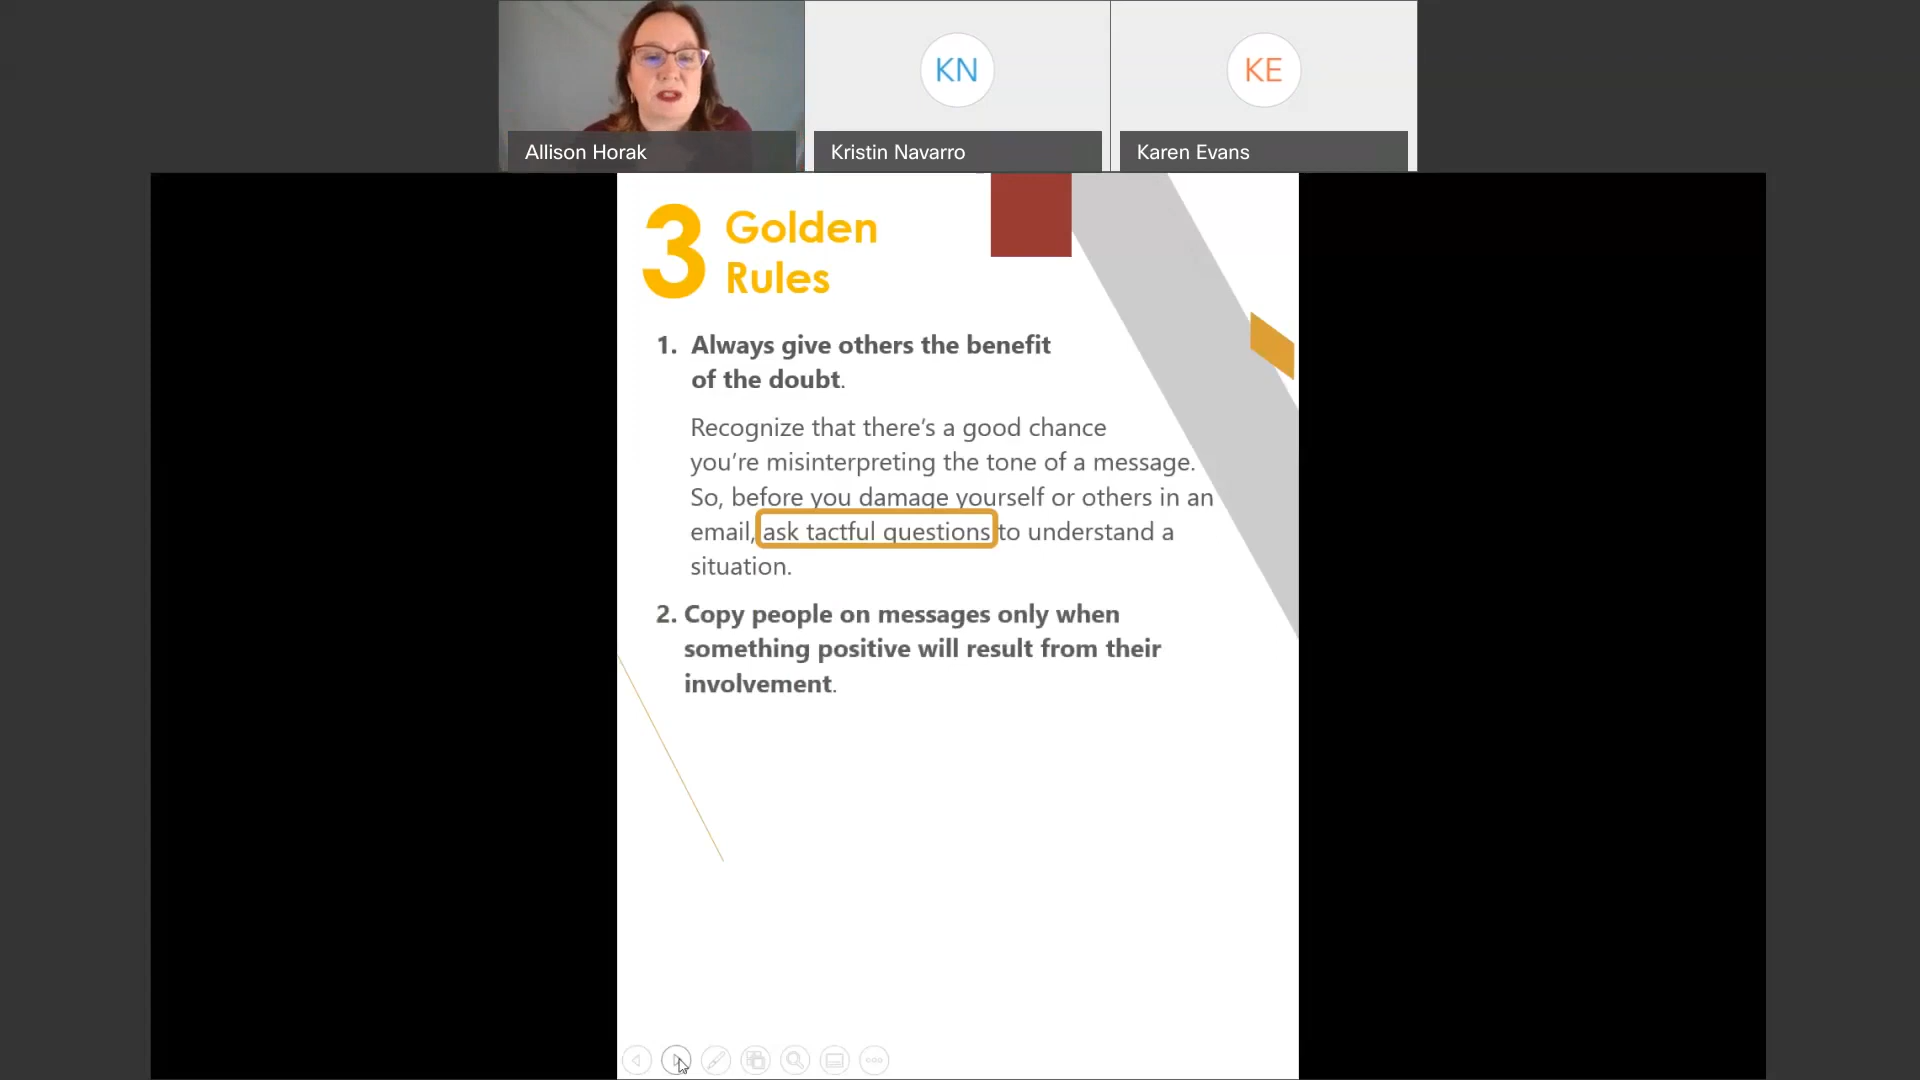 KN
KE
Allison Horak
Kristin Navarro
Karen Evans
3 Golden
Rules
1. Always give others the benefit
of the doubt.
Recognize that there's a good chance
you're misinterpreting the tone of a message.
So, before you damage yourself or others in an
email, ask tactful questions to understand a
situation.
2. Copy people on messages only when
something positive will result from their
involvement.